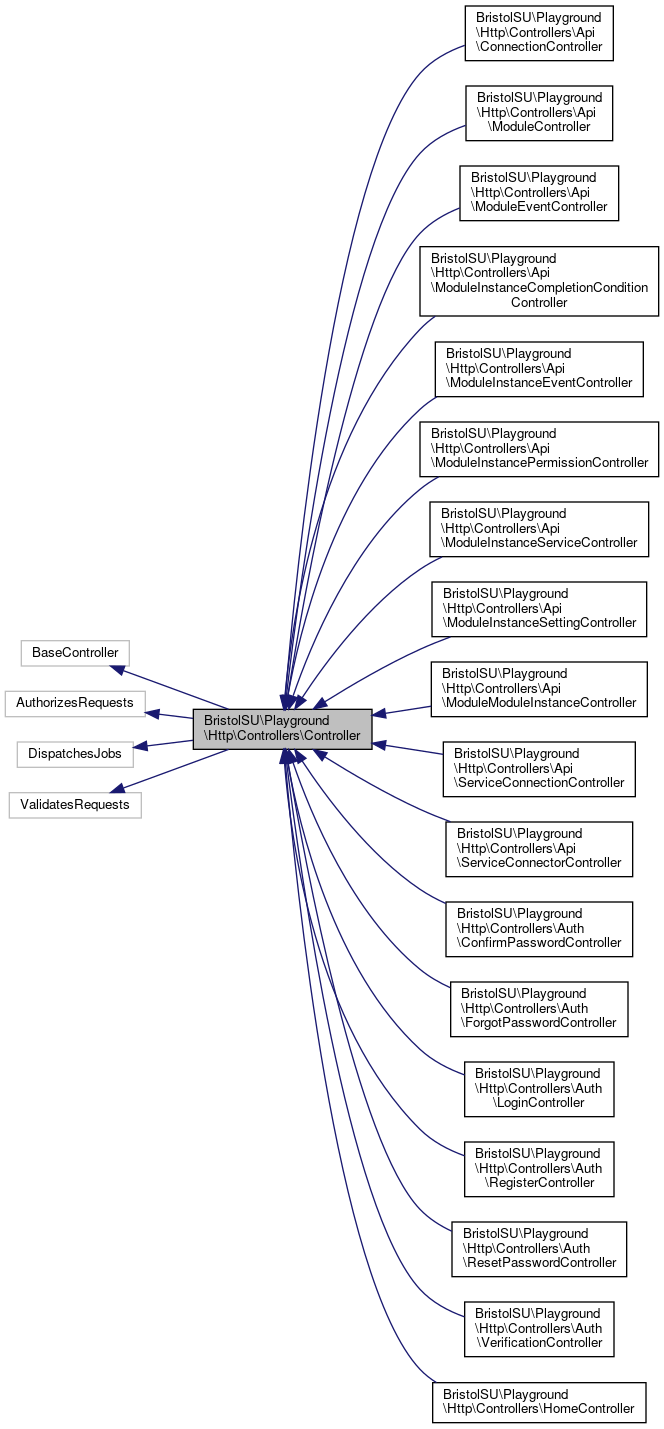 BristolSU\Playground
\Http\Controllers\Api
\ConnectionController
BristolSU\Playground
\Http\Controllers\Api
\ModuleController
BristolSU\Playground
\Http\Controllers\Api
\ModuleEventController
BristolSU\Playground
\Http\Controllers\Api
\ModuleInstanceCompletionCondition
Controller
BristolSU\Playground
\Http\Controllers\Api
\ModuleInstanceEventController
BristolSU\Playground
\Http\Controllers\Api
\ModuleInstancePermissionController
BristolSU\Playground
\Http\Controllers\Api
\ModuleInstanceServiceController
BristolSU\Playground
\Http\Controllers\Api
\ModuleInstanceSettingController
BristolSU\Playground
\Http\Controllers\Api
\ModuleModuleInstanceController
BaseController
AuthorizesRequests
DispatchesJobs
ValidatesRequests
BristolSU\Playground
\Http\Controllers\Controller
BristolSU\Playground
\Http\Controllers\Api
\ServiceConnectionController
BristolSU\Playground
\Http\Controllers\Api
\ServiceConnectorController
BristolSU\Playground
\Http\Controllers\Auth
\ConfirmPasswordController
BristolSU\Playground
\Http\Controllers\Auth
\ForgotPasswordController
BristolSU\Playground
\Http\Controllers\Auth
\LoginController
BristolSU\Playground
\Http\Controllers\Auth
\RegisterController
BristolSU\Playground
\Http\Controllers\Auth
\ResetPasswordController
BristolSU\Playground
\Http\Controllers\Auth
\VerificationController
BristolSU\Playground
\Http\Controllers\HomeController